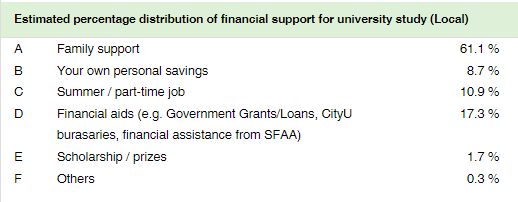 Estimated percentage distribution of financial support for university study (Local)
A Family support 61.1 %
B Your own personal savings 8.7 %
C Summer / part-time job 10.9 %
D Financial aids (e.g. Government Grants/Loans, CityU 17.3 %
burasaries, financial assistance from SFAA)
E Scholarship / prizes 1.7 %
F Others 0.3 %